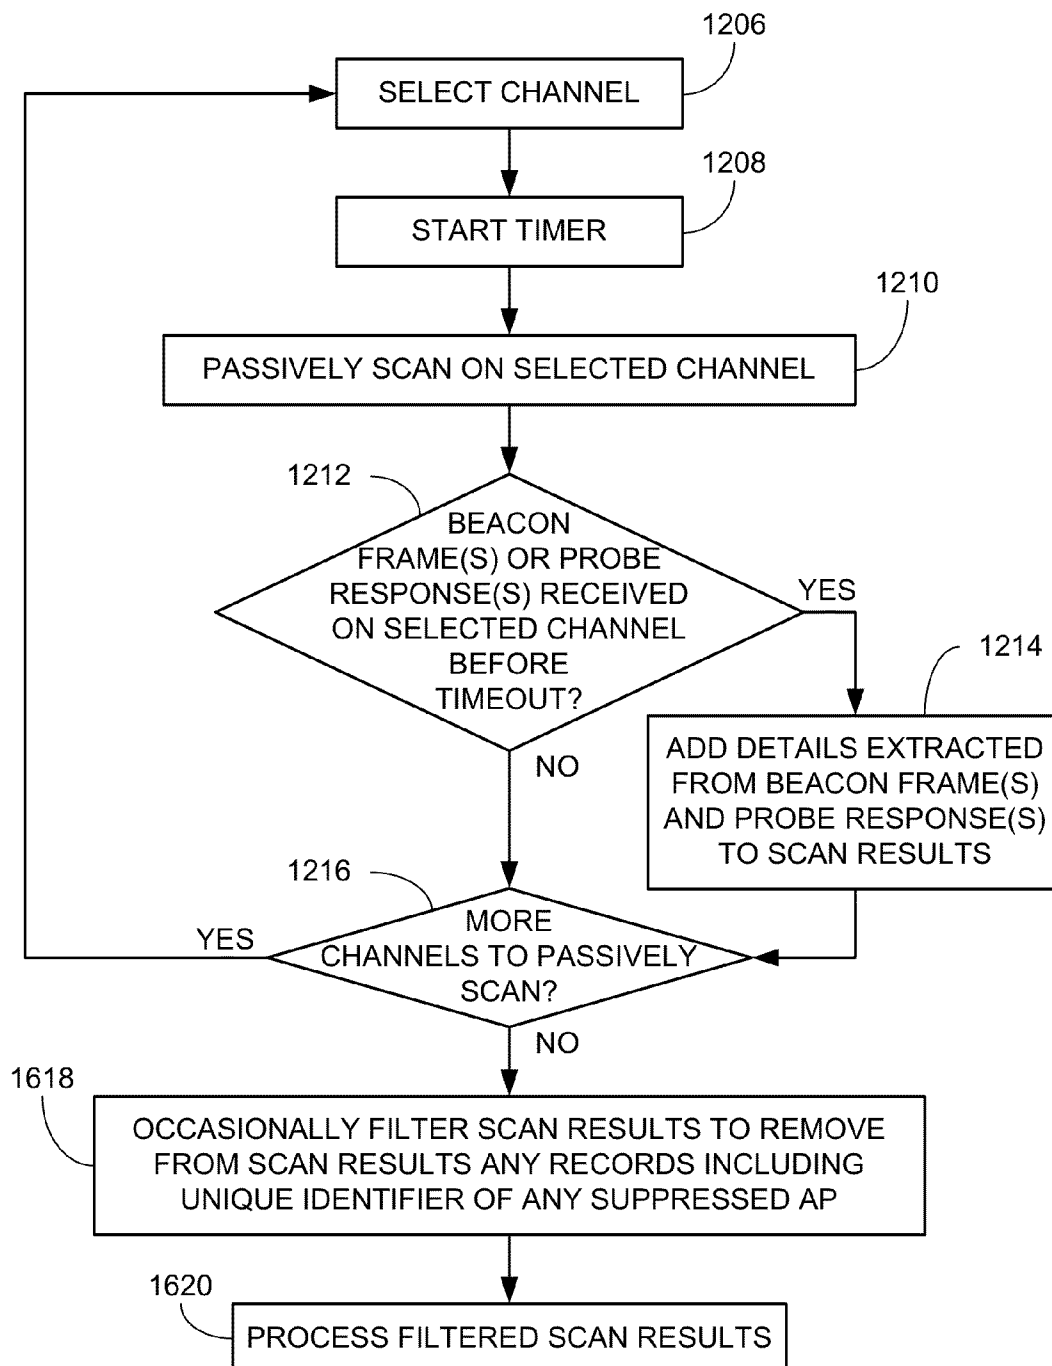 1206
SELECT CHANNEL
1208
START TIMER
1210
PASSIVELY SCAN ON SELECTED CHANNEL
1212
BEACON
FRAME(S) OR PROBE
RESPONSE(S) RECEIVED
ON SELECTED CHANNEL
BEFORE
TIMEOUT?
YES
NO
1214
ADD DETAILS EXTRACTED
FROM BEACON FRAME(S)
AND PROBE RESPONSE(S)
TO SCAN RESULTS
1216
MORE
CHANNELS TO PASSIVELY
SCAN?
YES
NO
1618
OCCASIONALLY FILTER SCAN RESULTS TO REMOVE
FROM SCAN RESULTS ANY RECORDS INCLUDING
UNIQUE IDENTIFIER OF ANY SUPPRESSED AP
1620
PROCESS FILTERED SCAN RESULTS